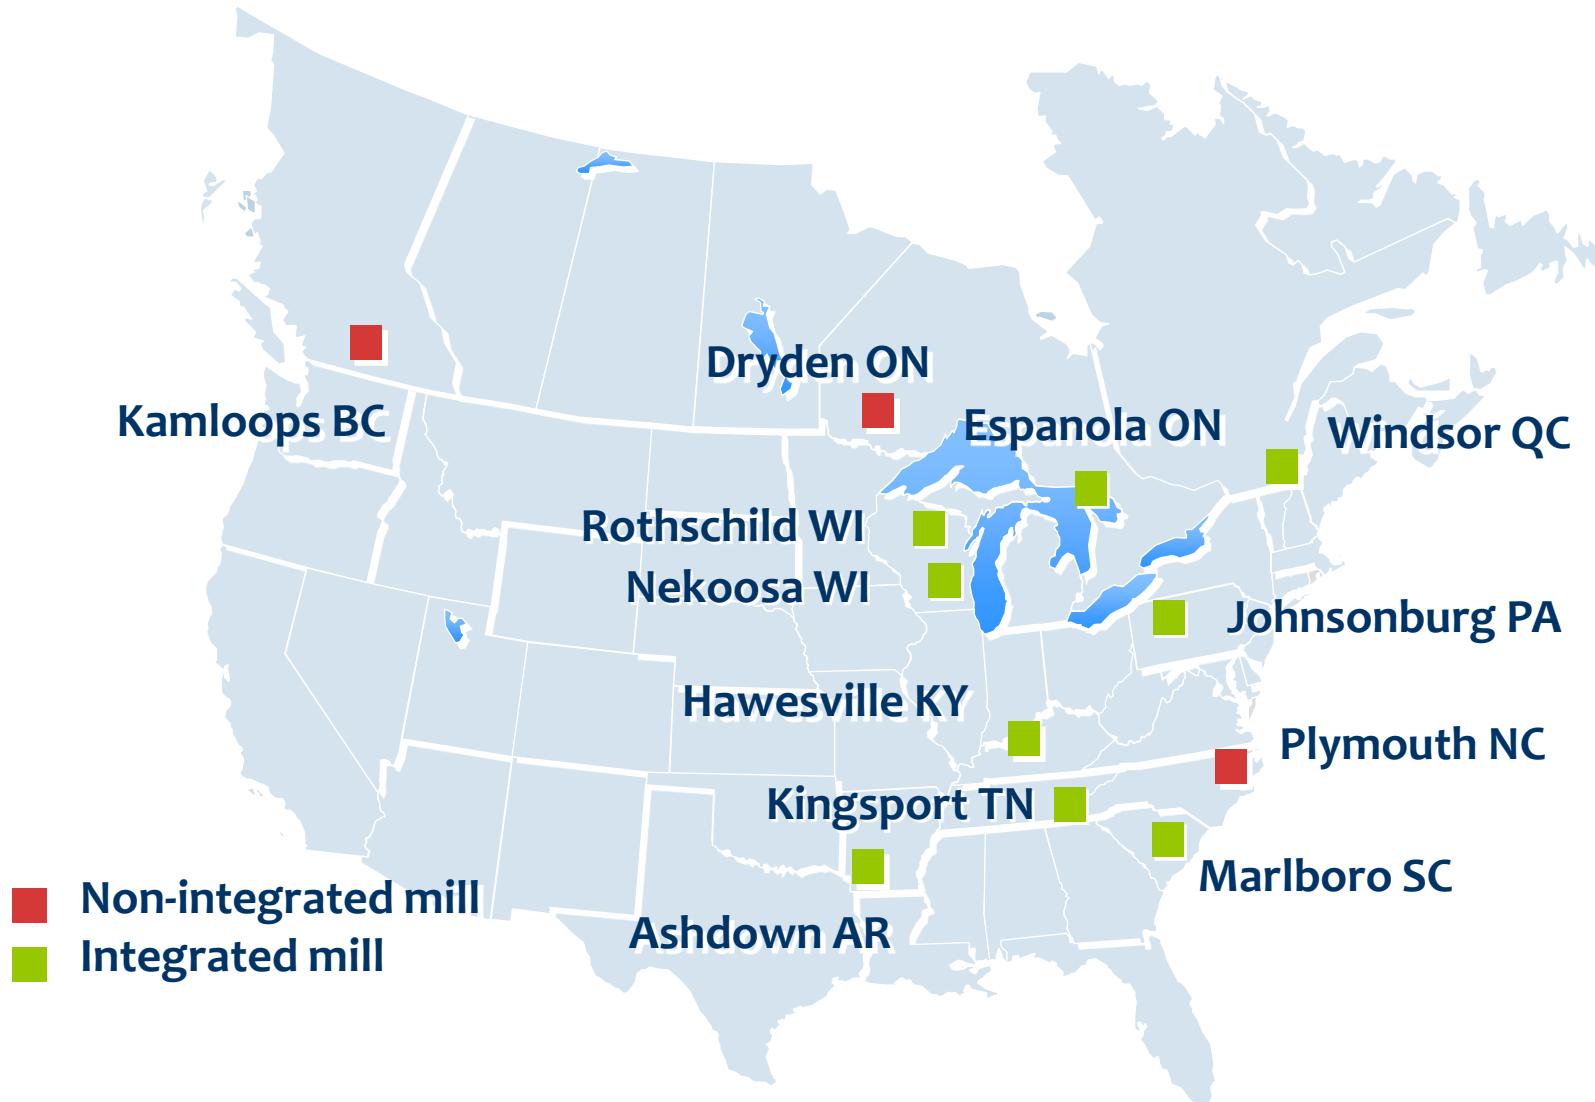 Dryden ON
Kamloops BC
Espanola ON
Windsor QC
Rothschild WI
Nekoosa WI
Johnsonburg PA
Hawesville KY
Plymouth NC
Kingsport TN
Marlboro SC
Ashdown AR
Non-integrated mill
Integrated mill